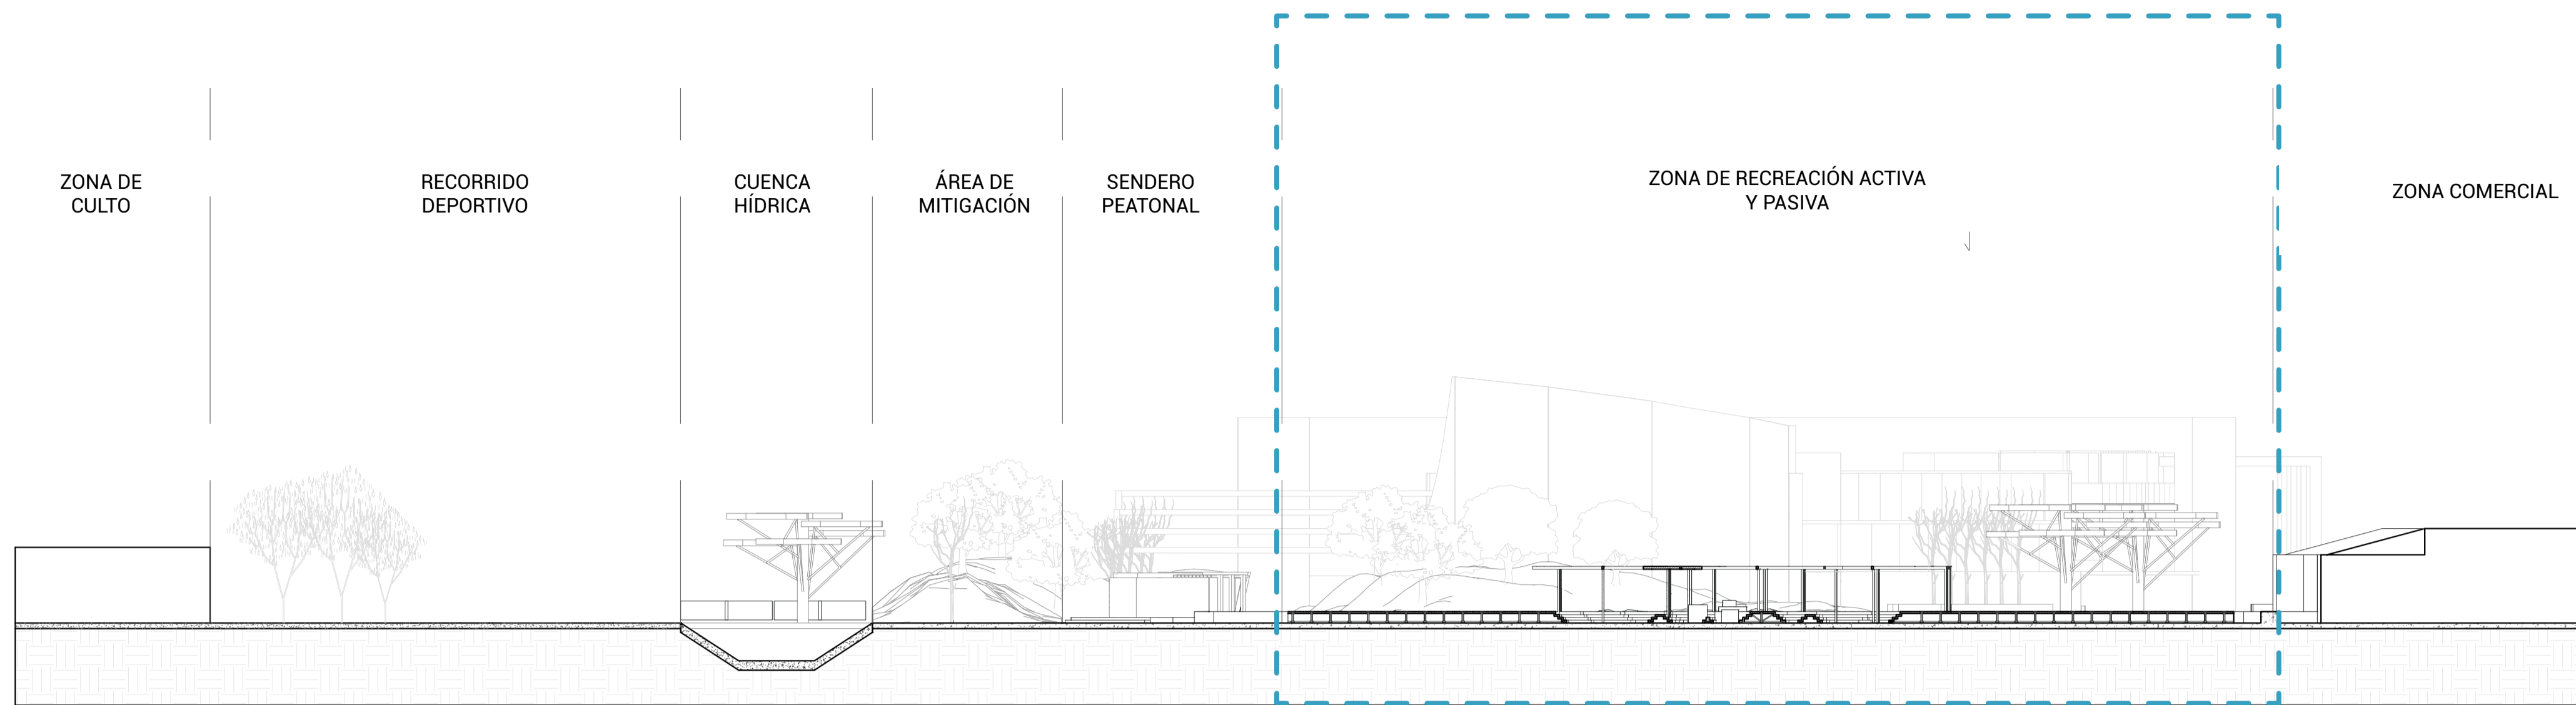 ZONA DE
CULTO
RECORRIDO
DEPORTIVO
CUENCA
HÍDRICA
ÁREA DE
MITIGACIÓN
SENDERO
PEATONAL
ZONA DE RECREACIÓN ACTIVA
Y PASIVA
ZONA COMERCIAL